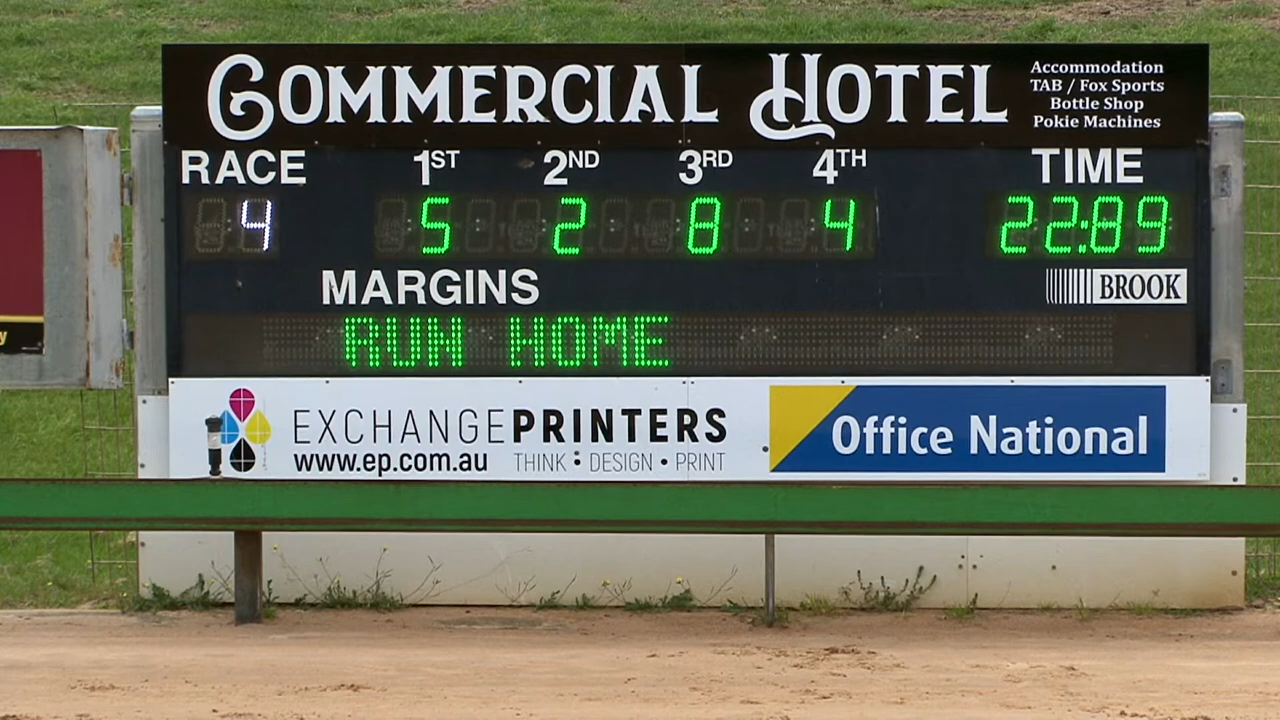 COMMERCIAL HOTEL
Accommodation
TAB / Fox Sports
Bottle Shop
Pokie Machines
RACE 1ST 2ND 3RD 4TH TIME
4 5 2 8 4 22:89
MARGINS
BROOK
RUN HOME
EXCHANGEPRINTERS
www.ep.com.au THINK • DESIGN • PRINT
Office National